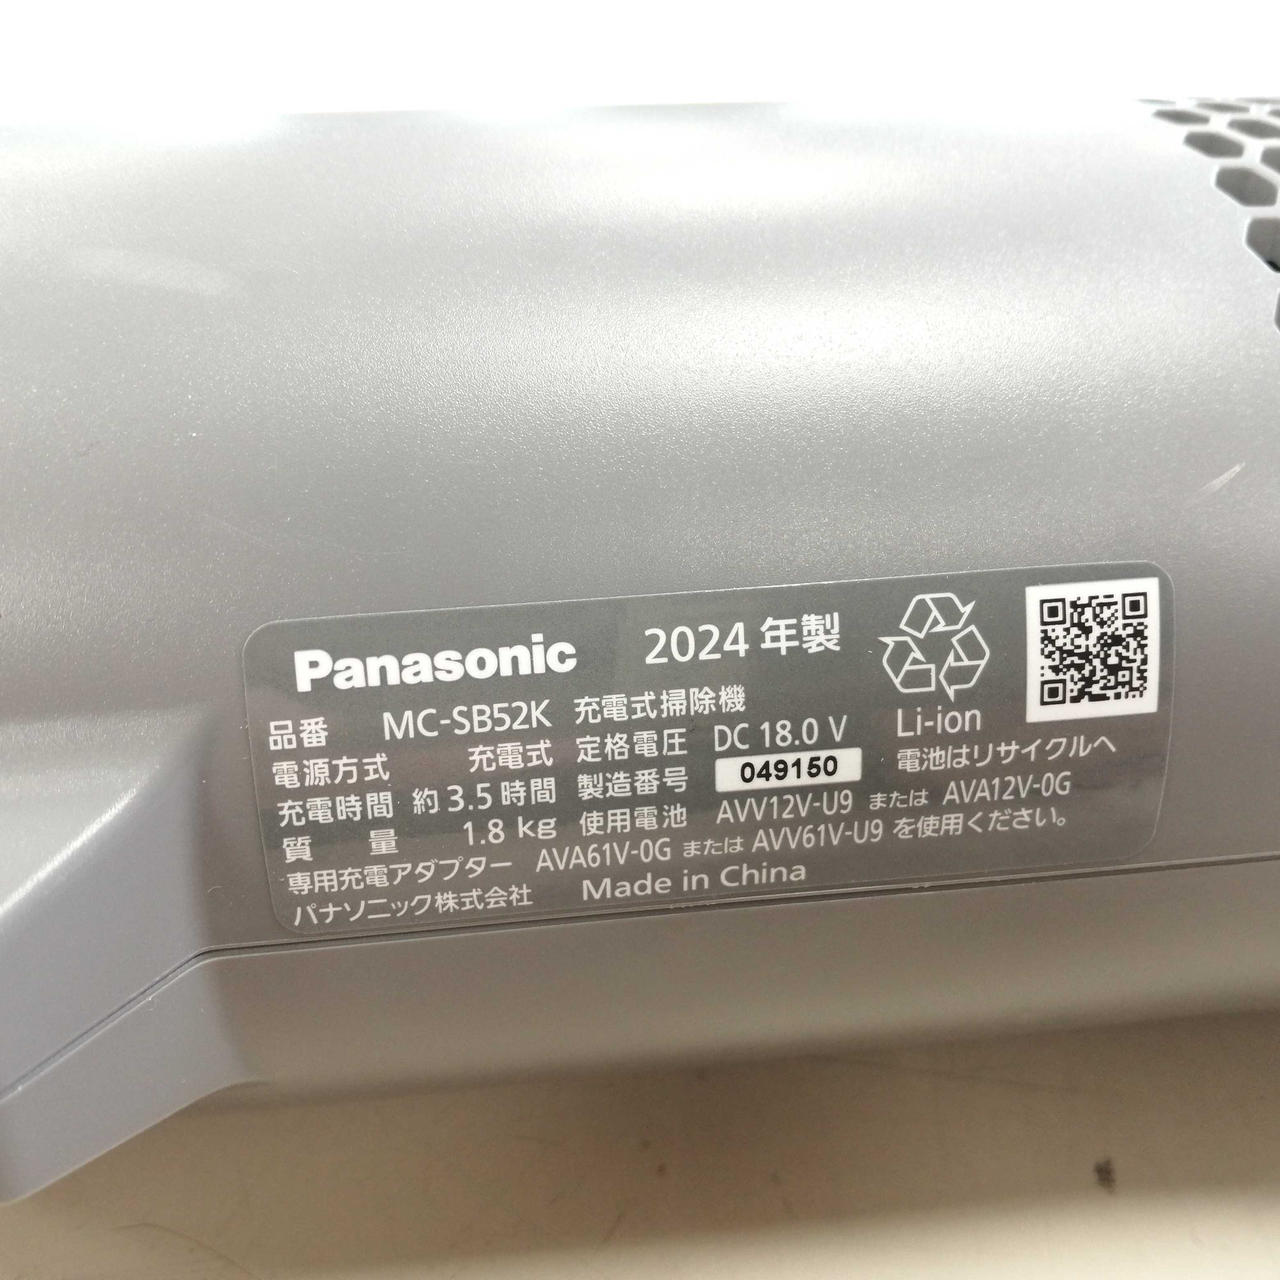 Panasonic 2024年製
品番 MC-SB52K 充電式掃除機
電源方式 充電式 定格電圧 DC 18.0 V Li-ion
充電時間 約3.5時間 製造番号 049150 電池はリサイクルへ
質量 1.8 kg 使用電池 AVV12V-U9 または AVA12V-0G
専用充電アダプター AVA61V-0G または AVV61V-U9 を使用ください。
パナソニック株式会社 Made in China